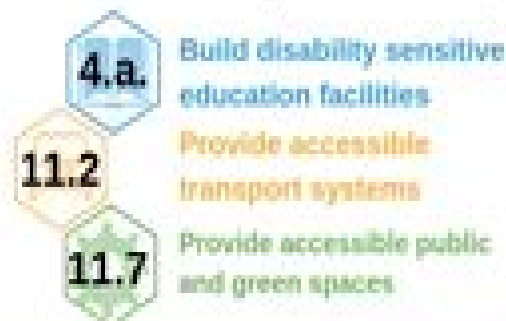 4.a.
Build disability sensitive
education facilities
11.2
Provide accessible
transport systems
11.7
Provide accessible public
and green spaces